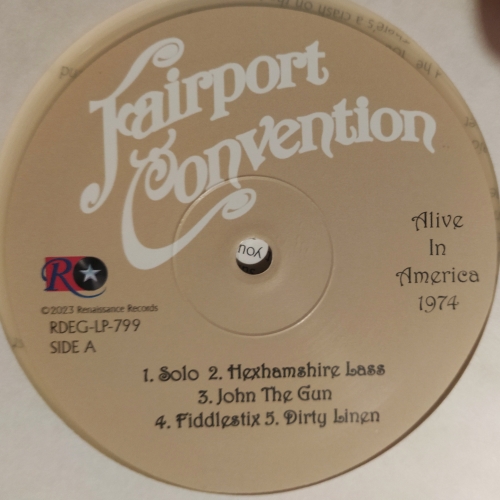 Fairport
Convention
Alive
In
America
1974
R
©2023 Renaissance Records
RDEG-LP-799
SIDE A
1. Solo 2. Hexhamshire Lass
3. John The Gun
4. Fiddlestix 5. Dirty Linen
you